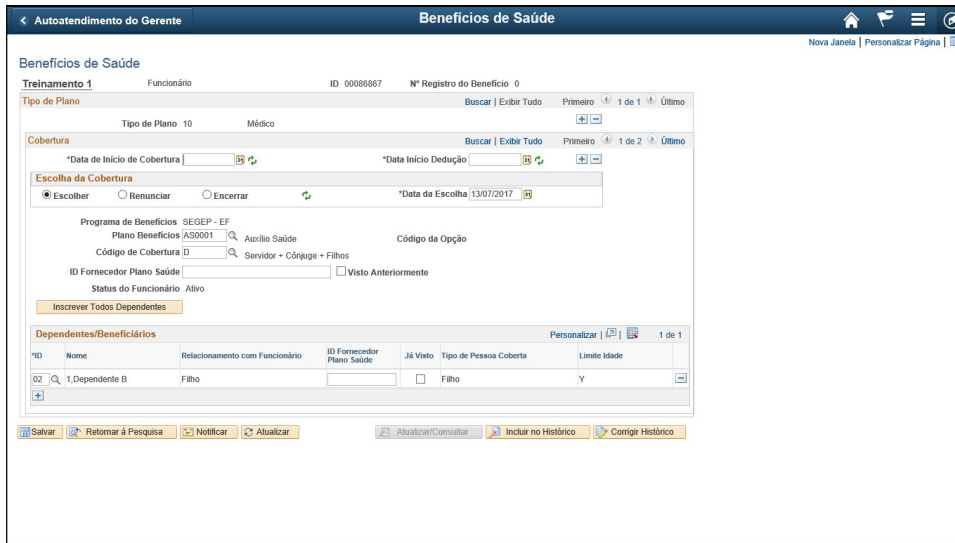 Autoatendimento do Gerente
Benefícios de Saúde
Nova Janela | Personalizar Página |
Benefícios de Saúde
Treinamento 1 Funcionário ID 00086867 Nº Registro do Benefício 0
Tipo de Plano Buscar | Exibir Tudo Primeiro 1 de 1 Último
Tipo de Plano 10 Médico
Cobertura Buscar | Exibir Tudo Primeiro 1 de 2 Último
*Data de Início de Cobertura *Data Início Dedução
Escolha da Cobertura
Escolher Renunciar Encerrar *Data da Escolha 13/07/2017
Programa de Benefícios SEGEP - EF
Plano Benefícios AS0001 Auxílio Saúde Código da Opção
Código de Cobertura D Servidor + Cônjuge + Filhos
ID Fornecedor Plano Saúde Visto Anteriormente
Status do Funcionário Ativo
Inscrever Todos Dependentes
Dependentes/Beneficiários Personalizar | | 1 de 1
*ID Nome Relacionamento com Funcionário ID Fornecedor Plano Saúde Já Visto Tipo de Pessoa Coberta Limite Idade
02 1,Dependente B Filho Filho Y
Salvar Retornar à Pesquisa Notificar Atualizar Atualizar/Consultar Incluir no Histórico Corrigir Histórico